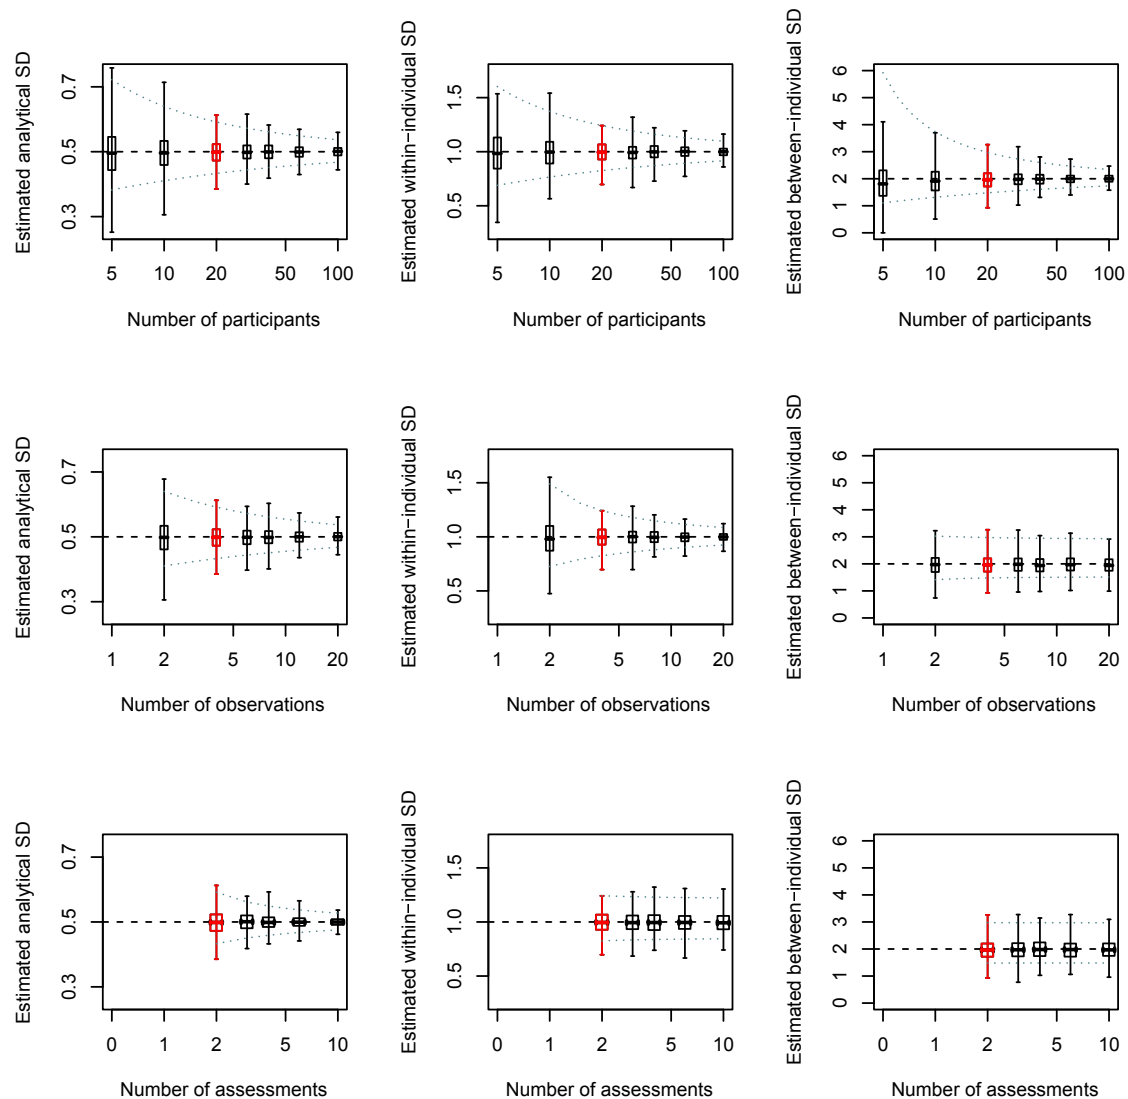 Estimated analytical SD
0.3 0.5 0.7
5 10 20 50 100
Number of participants
Estimated within−individual SD
0.5 1.0 1.5
5 10 20 50 100
Number of participants
Estimated between−individual SD
0 1 2 3 4 5 6
5 10 20 50 100
Number of participants
Estimated analytical SD
0.3 0.5 0.7
1 2 5 10 20
Number of observations
Estimated within−individual SD
0.5 1.0 1.5
1 2 5 10 20
Number of observations
Estimated between−individual SD
0 1 2 3 4 5 6
1 2 5 10 20
Number of observations
Estimated analytical SD
0.3 0.5 0.7
0 1 2 5 10
Number of assessments
Estimated within−individual SD
0.5 1.0 1.5
0 1 2 5 10
Number of assessments
Estimated between−individual SD
0 1 2 3 4 5 6
0 1 2 5 10
Number of assessments